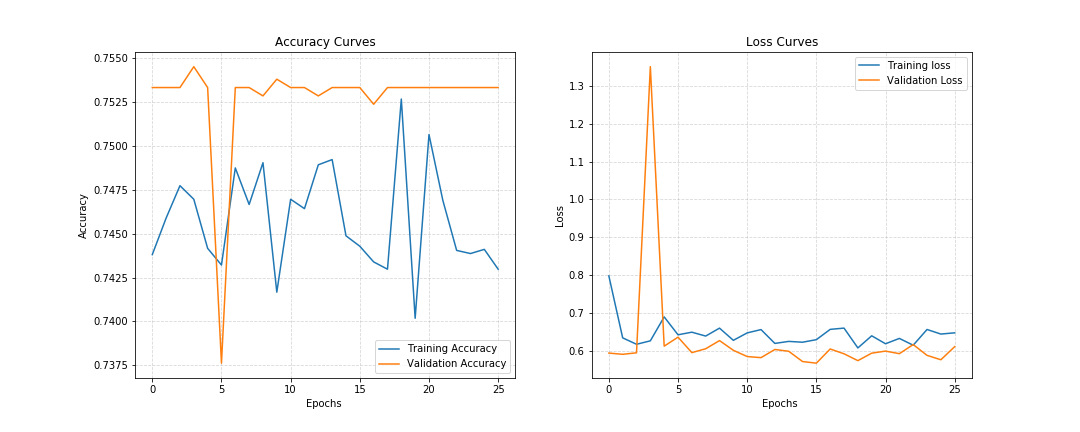 Accuracy Curves
0.7550
0.7525
0.7500
0.7475
0.7450
0.7425
0.7400
0.7375
Accuracy
0 5 10 15 20 25
Epochs
Training Accuracy
Validation Accuracy
Loss Curves
1.3
1.2
1.1
1.0
0.9
0.8
0.7
0.6
Loss
0 5 10 15 20 25
Epochs
Training loss
Validation Loss